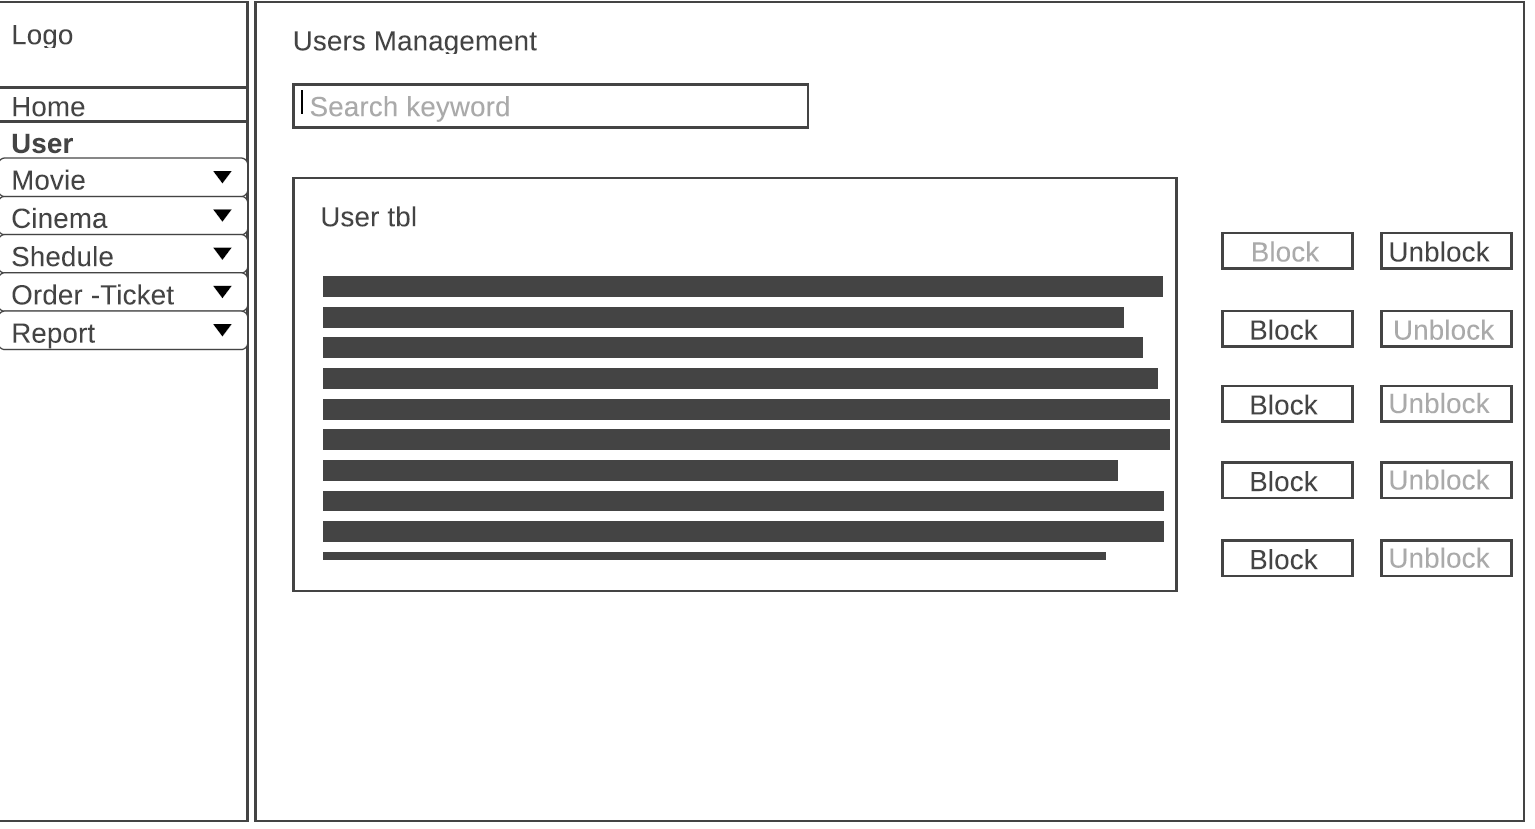 Logo
Home
User
Movie
Cinema
Shedule
Order -Ticket
Report
Users Management
Search keyword
User tbl
Block Unblock
Block Unblock
Block Unblock
Block Unblock
Block Unblock